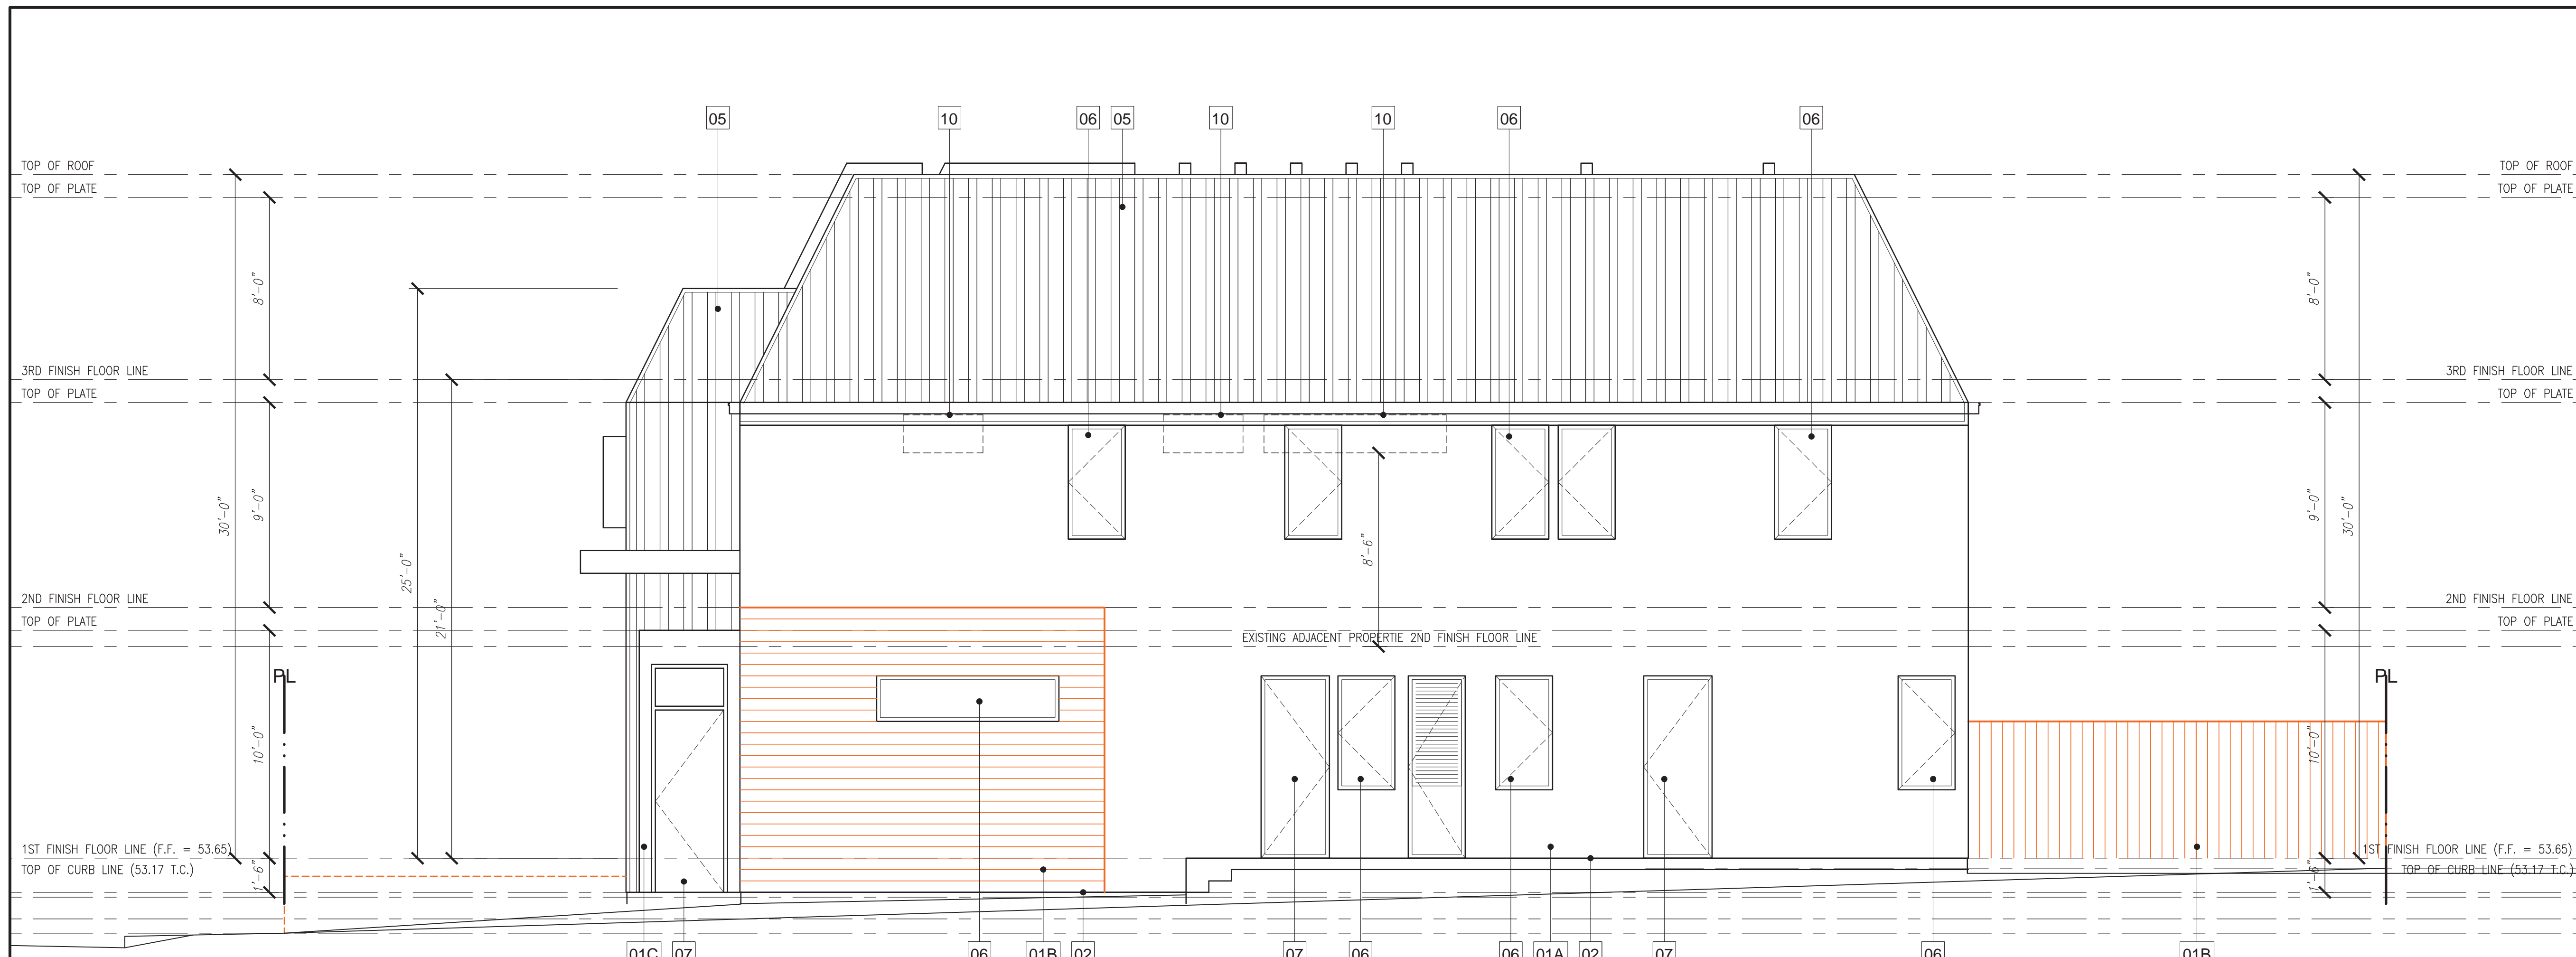 05 10 06 05 10 10 06 06
TOP OF ROOF TOP OF ROOF
TOP OF PLATE TOP OF PLATE
8'-0" 8'-0"
3RD FINISH FLOOR LINE 3RD FINISH FLOOR LINE
TOP OF PLATE TOP OF PLATE
30'-0" 9'-0" 9'-0" 30'-0"
8'-6"
25'-0"
21'-0"
2ND FINISH FLOOR LINE 2ND FINISH FLOOR LINE
TOP OF PLATE TOP OF PLATE
EXISTING ADJACENT PROPERTIE 2ND FINISH FLOOR LINE
PL PL
10'-0" 10'-0"
1ST FINISH FLOOR LINE (F.F. = 53.65) 1ST FINISH FLOOR LINE (F.F. = 53.65)
TOP OF CURB LINE (53.17 T.C.) TOP OF CURB LINE (53.17 T.C.)
1'-6" 1'-6"
01C 07 06 01B 02 07 06 06 01A 02 07 06 01B